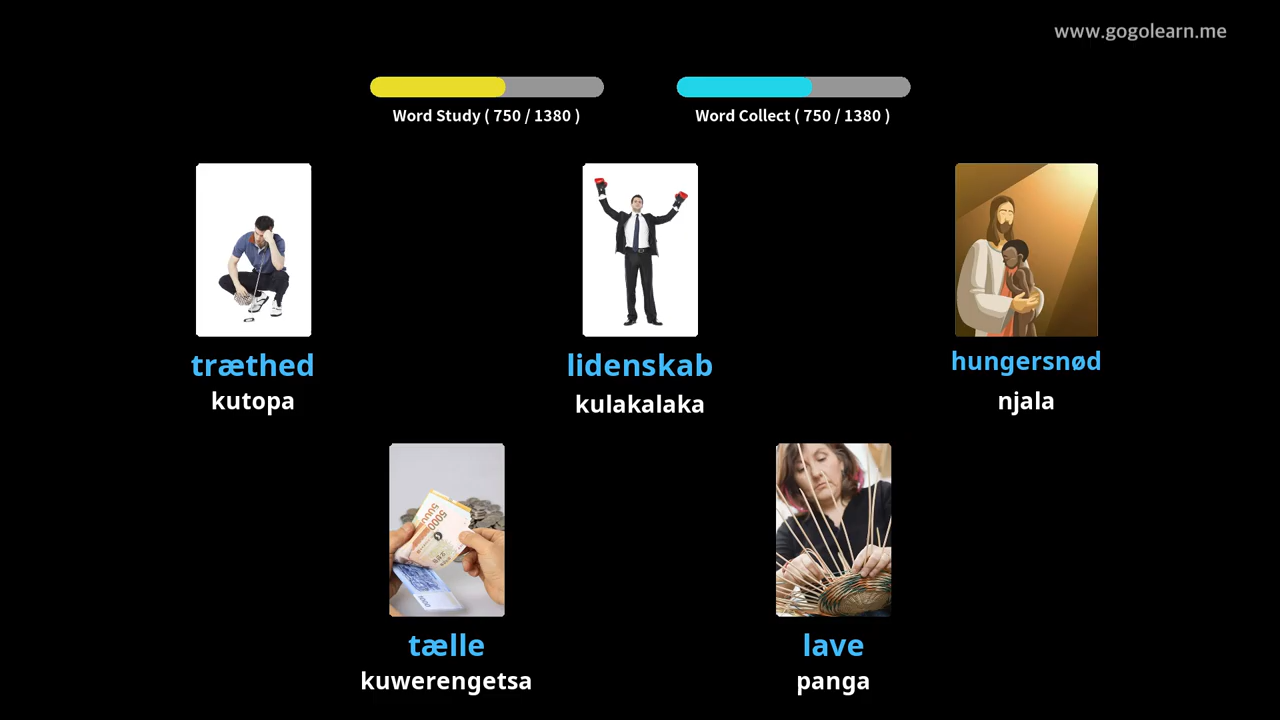 www.gogolearn.me
Word Study ( 750 / 1380 )
Word Collect ( 750 / 1380 )
træthed
kutopa
lidenskab
kulakalaka
hungersnød
njala
tælle
kuwerengetsa
lave
panga